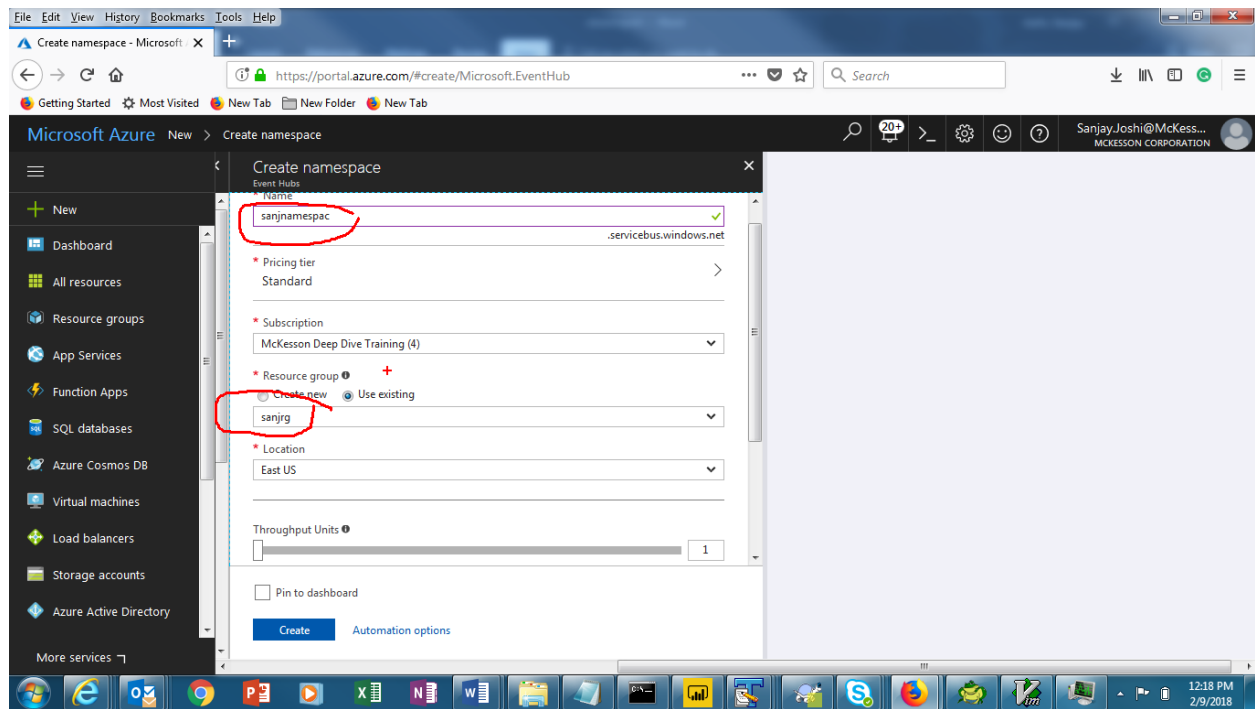 File Edit View History Bookmarks Tools Help
Create namespace - Microsoft A
https://portal.azure.com/#create/Microsoft.EventHub
Search
Getting Started Most Visited New Tab New Folder New Tab
Microsoft Azure New > Create namespace
20+
Sanjay.Joshi@McKess...
MCKESSON CORPORATION
Create namespace
Event Hubs
New
Dashboard
All resources
Resource groups
App Services
Function Apps
SQL databases
Azure Cosmos DB
Virtual machines
Load balancers
Storage accounts
Azure Active Directory
More services
* Name
sanjnamespac
.servicebus.windows.net
* Pricing tier
Standard
* Subscription
McKesson Deep Dive Training (4)
* Resource group
Create new Use existing
sanjrg
* Location
East US
Throughput Units
1
Pin to dashboard
Create Automation options
12:18 PM
2/9/2018